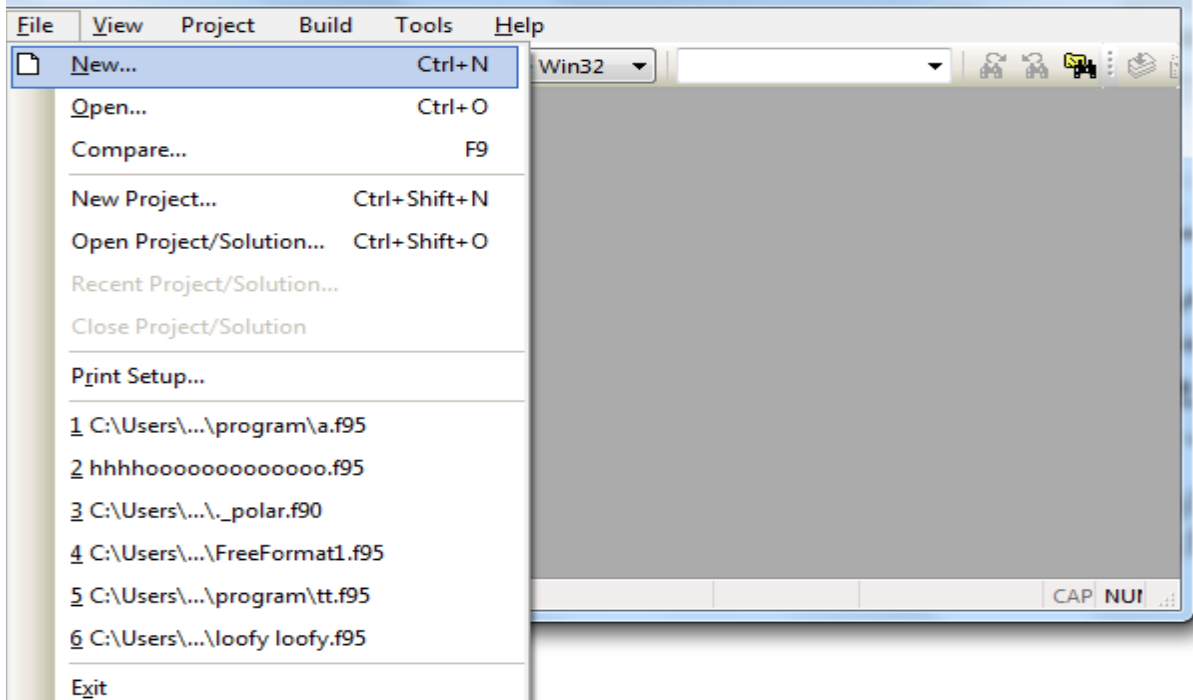 File View Project Build Tools Help
New... Ctrl+N
Win32
Open... Ctrl+O
Compare... F9
New Project... Ctrl+Shift+N
Open Project/Solution... Ctrl+Shift+O
Recent Project/Solution...
Close Project/Solution
Print Setup...
1 C:\Users\...\program\a.f95
2 hhhhooooooooooooo.f95
3 C:\Users\...\._polar.f90
4 C:\Users\...\FreeFormat1.f95
5 C:\Users\...\program\tt.f95
CAP NUM
6 C:\Users\...\loofy loofy.f95
Exit